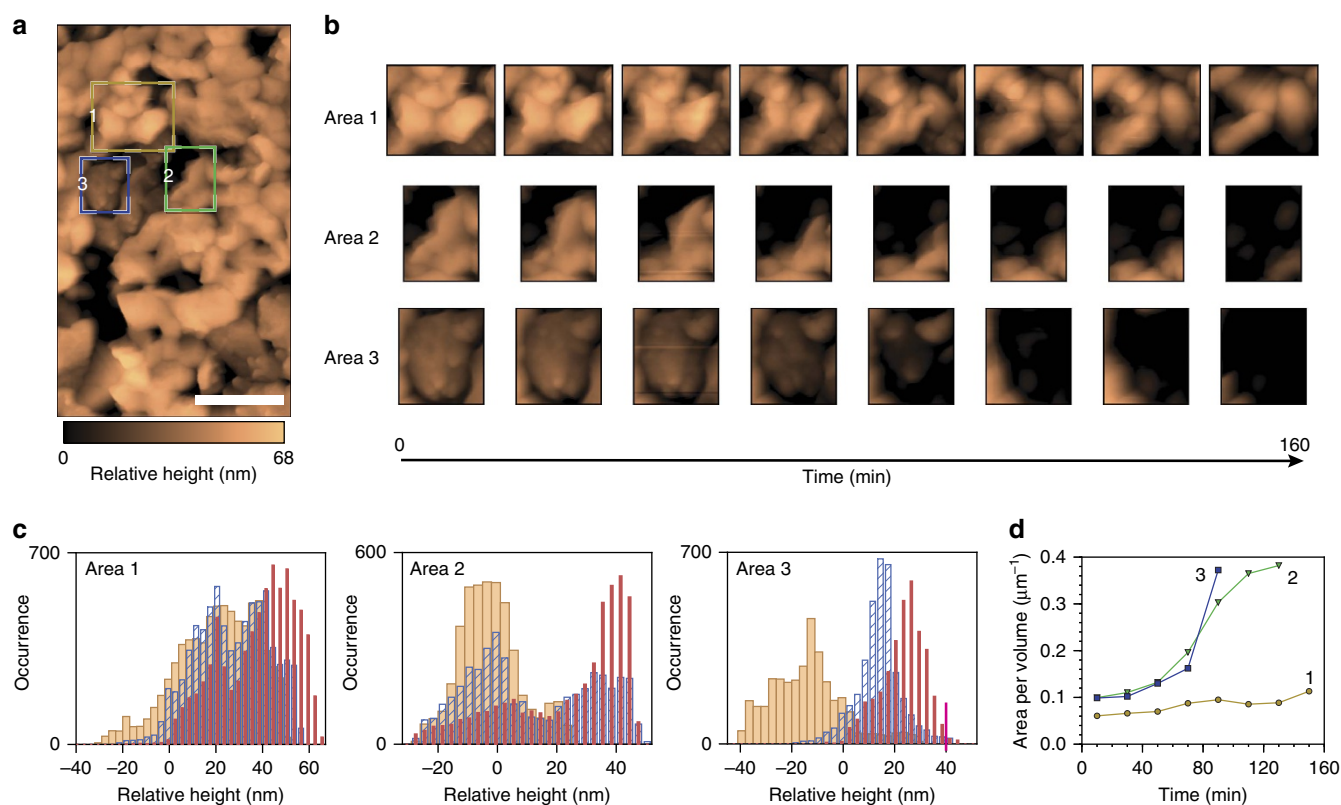 a
1
3
2
0
68
Relative height (nm)
b
Area 1
Area 2
Area 3
0
160
Time (min)
c
700
Area 1
Occurrence
0
–40 –20 0 20 40 60
Relative height (nm)
600
Area 2
Occurrence
0
–20 0 20 40
Relative height (nm)
700
Area 3
Occurrence
0
–40 –20 0 20 40
Relative height (nm)
d
0.4
0.3
0.2
0.1
0.0
Area per volume (μm⁻¹)
3
2
1
0 40 80 120 160
Time (min)